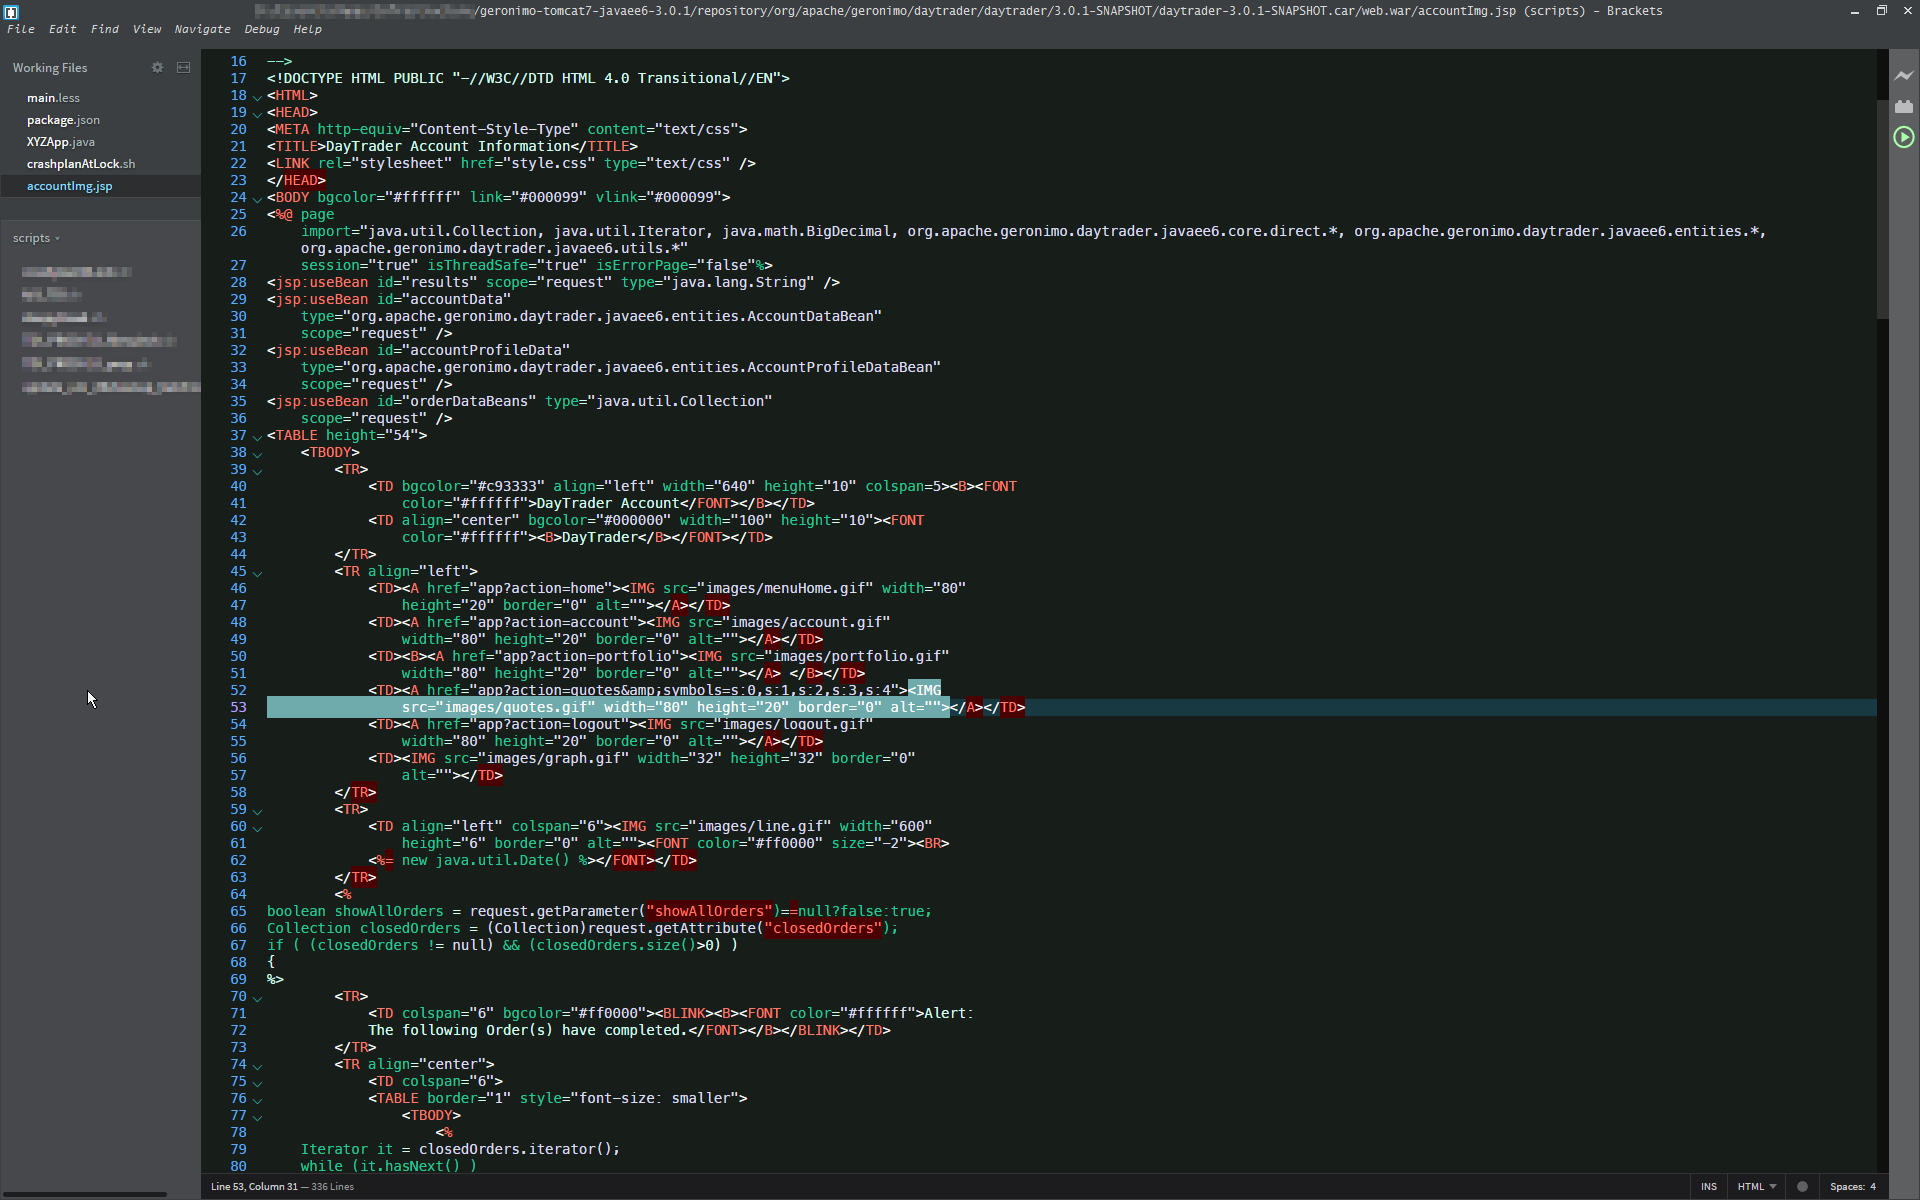 /geronimo-tomcat7-javaee6-3.0.1/repository/org/apache/geronimo/daytrader/daytrader/3.0.1-SNAPSHOT/daytrader-3.0.1-SNAPSHOT.car/web.war/accountImg.jsp (scripts) - Brackets
File Edit Find View Navigate Debug Help
Working Files
main.less
package.json
XYZApp.java
crashplanAtLock.sh
accountImg.jsp
scripts
16 -->
17 <!DOCTYPE HTML PUBLIC "-//W3C//DTD HTML 4.0 Transitional//EN">
18 <HTML>
19 <HEAD>
20 <META http-equiv="Content-Style-Type" content="text/css">
21 <TITLE>DayTrader Account Information</TITLE>
22 <LINK rel="stylesheet" href="style.css" type="text/css" />
23 </HEAD>
24 <BODY bgcolor="#ffffff" link="#000099" vlink="#000099">
25 <%@ page
26 import="java.util.Collection, java.util.Iterator, java.math.BigDecimal, org.apache.geronimo.daytrader.javaee6.core.direct.*, org.apache.geronimo.daytrader.javaee6.entities.*,
org.apache.geronimo.daytrader.javaee6.utils.*"
27 session="true" isThreadSafe="true" isErrorPage="false"%>
28 <jsp:useBean id="results" scope="request" type="java.lang.String" />
29 <jsp:useBean id="accountData"
30 type="org.apache.geronimo.daytrader.javaee6.entities.AccountDataBean"
31 scope="request" />
32 <jsp:useBean id="accountProfileData"
33 type="org.apache.geronimo.daytrader.javaee6.entities.AccountProfileDataBean"
34 scope="request" />
35 <jsp:useBean id="orderDataBeans" type="java.util.Collection"
36 scope="request" />
37 <TABLE height="54">
38 <TBODY>
39 <TR>
40 <TD bgcolor="#c93333" align="left" width="640" height="10" colspan=5><B><FONT
41 color="#ffffff">DayTrader Account</FONT></B></TD>
42 <TD align="center" bgcolor="#000000" width="100" height="10"><FONT
43 color="#ffffff"><B>DayTrader</B></FONT></TD>
44 </TR>
45 <TR align="left">
46 <TD><A href="app?action=home"><IMG src="images/menuHome.gif" width="80"
47 height="20" border="0" alt=""></A></TD>
48 <TD><A href="app?action=account"><IMG src="images/account.gif"
49 width="80" height="20" border="0" alt=""></A></TD>
50 <TD><B><A href="app?action=portfolio"><IMG src="images/portfolio.gif"
51 width="80" height="20" border="0" alt=""></A> </B></TD>
52 <TD><A href="app?action=quotes&amp;symbols=s:0,s:1,s:2,s:3,s:4"><IMG
53 src="images/quotes.gif" width="80" height="20" border="0" alt=""></A></TD>
54 <TD><A href="app?action=logout"><IMG src="images/logout.gif"
55 width="80" height="20" border="0" alt=""></A></TD>
56 <TD><IMG src="images/graph.gif" width="32" height="32" border="0"
57 alt=""></TD>
58 </TR>
59 <TR>
60 <TD align="left" colspan="6"><IMG src="images/line.gif" width="600"
61 height="6" border="0" alt=""><FONT color="#ff0000" size="-2"><BR>
62 <%= new java.util.Date() %></FONT></TD>
63 </TR>
64 <%
65 boolean showAllOrders = request.getParameter("showAllOrders")==null?false:true;
66 Collection closedOrders = (Collection)request.getAttribute("closedOrders");
67 if ( (closedOrders != null) && (closedOrders.size()>0) )
68 {
69 %>
70 <TR>
71 <TD colspan="6" bgcolor="#ff0000"><BLINK><B><FONT color="#ffffff">Alert:
72 The following Order(s) have completed.</FONT></B></BLINK></TD>
73 </TR>
74 <TR align="center">
75 <TD colspan="6">
76 <TABLE border="1" style="font-size: smaller">
77 <TBODY>
78 <%
79 Iterator it = closedOrders.iterator();
80 while (it.hasNext() )
Line 53, Column 31 — 336 Lines
INS HTML Spaces: 4